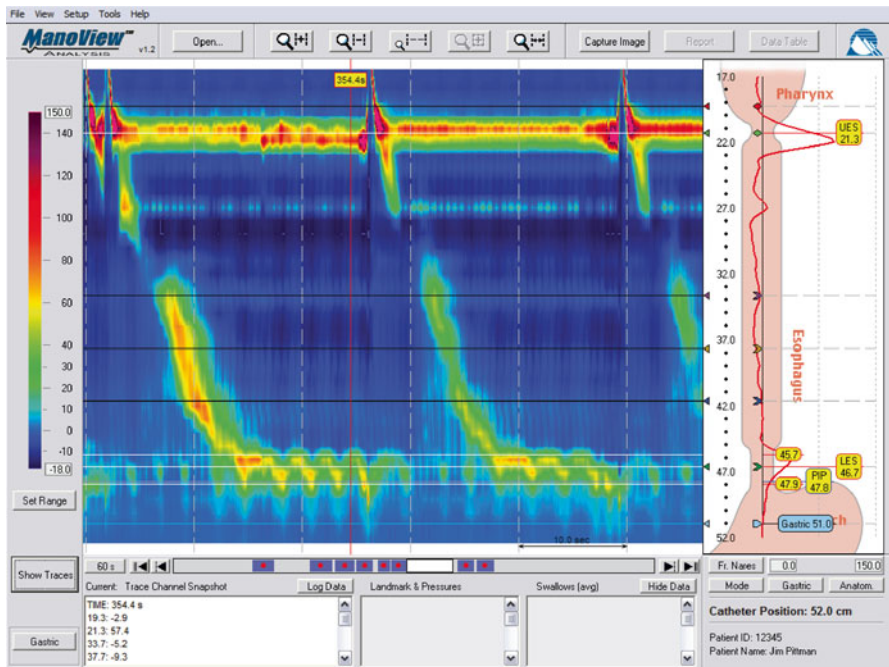 File View Setup Tools Help
ManoView™
ANALYSIS v1.2
Open...
Capture Image
Report
Data Table
354.4s
150.0
140
120
100
80
60
40
30
20
10
0
-10
-18.0
Set Range
17.0
22.0
27.0
32.0
37.0
42.0
47.0
52.0
Pharynx
UES
21.3
Esophagus
45.7
LES
46.7
47.9
PIP
47.8
Gastric 51.0
ch
10.0 sec
Show Traces
60 s
Fr. Nares 0.0 150.0
Current: Trace Channel Snapshot Log Data
Landmark & Pressures
Swallows (avg) Hide Data
Mode Gastric Anatom.
TIME: 354.4 s
19.3: -2.9
21.3: 57.4
33.7: -5.2
37.7: -9.3
Gastric
Catheter Position: 52.0 cm
Patient ID: 12345
Patient Name: Jim Pittman